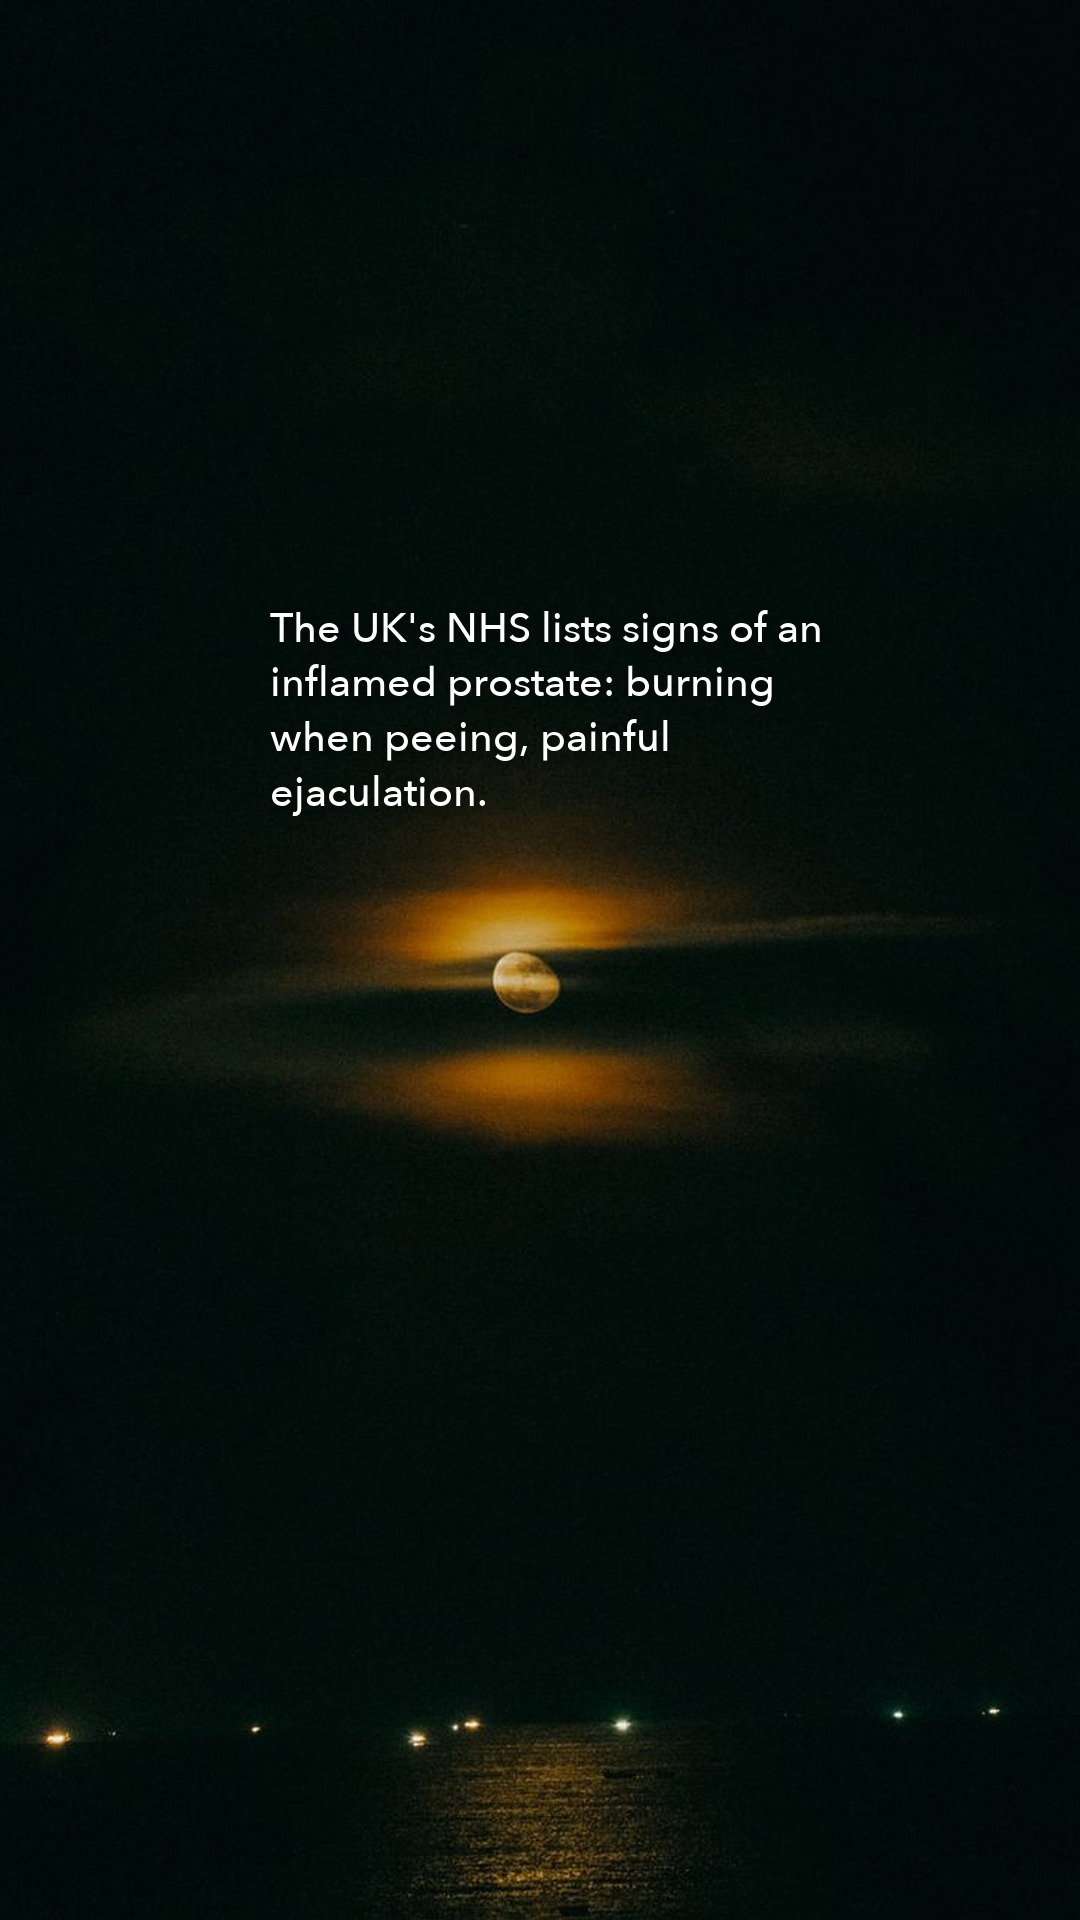 The UK's NHS lists signs of an
inflamed prostate: burning
when peeing, painful
ejaculation.